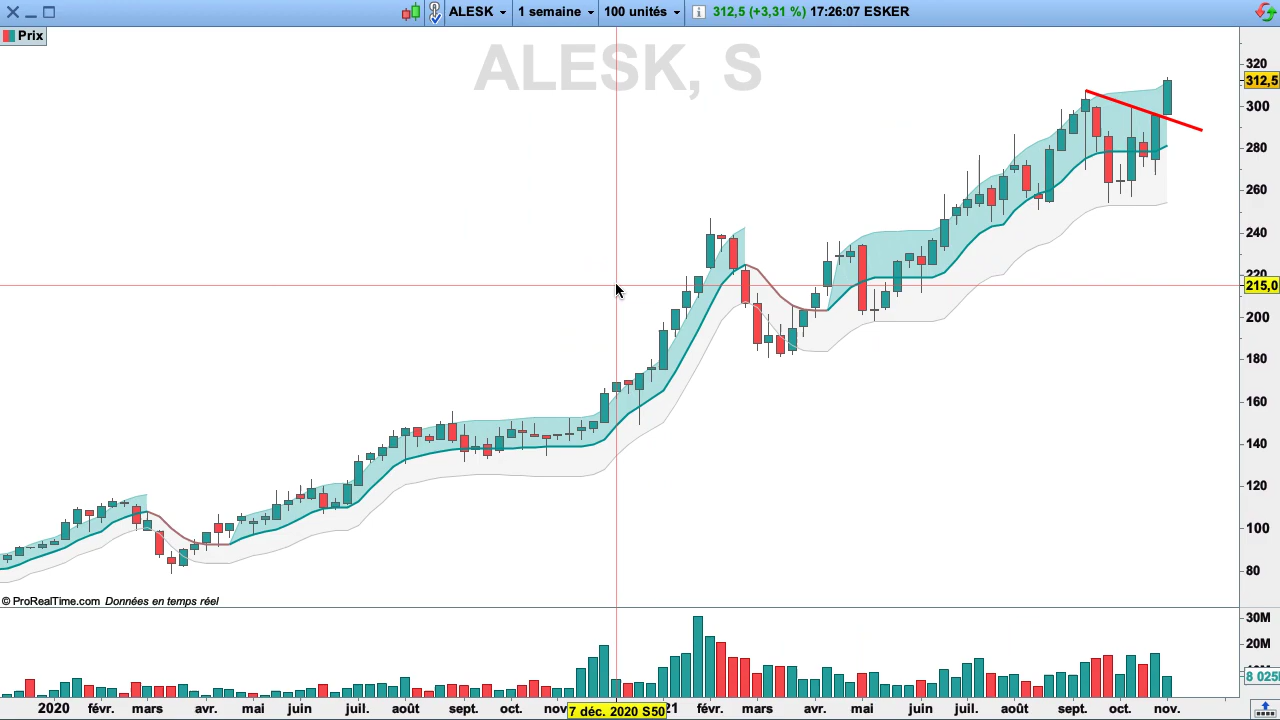 ALESK 1 semaine 100 unités 312,5 (+3,31 %) 17:26:07 ESKER
Prix
ALESK, S
320
312,5
300
280
260
240
220
215,0
200
180
160
140
120
100
80
© ProRealTime.com Données en temps réel
30M
20M
8 025
2020 févr. mars avr. mai juin juil. août sept. oct. nov 7 déc. 2020 S50 21 févr. mars avr. mai juin juil. août sept. oct. nov.